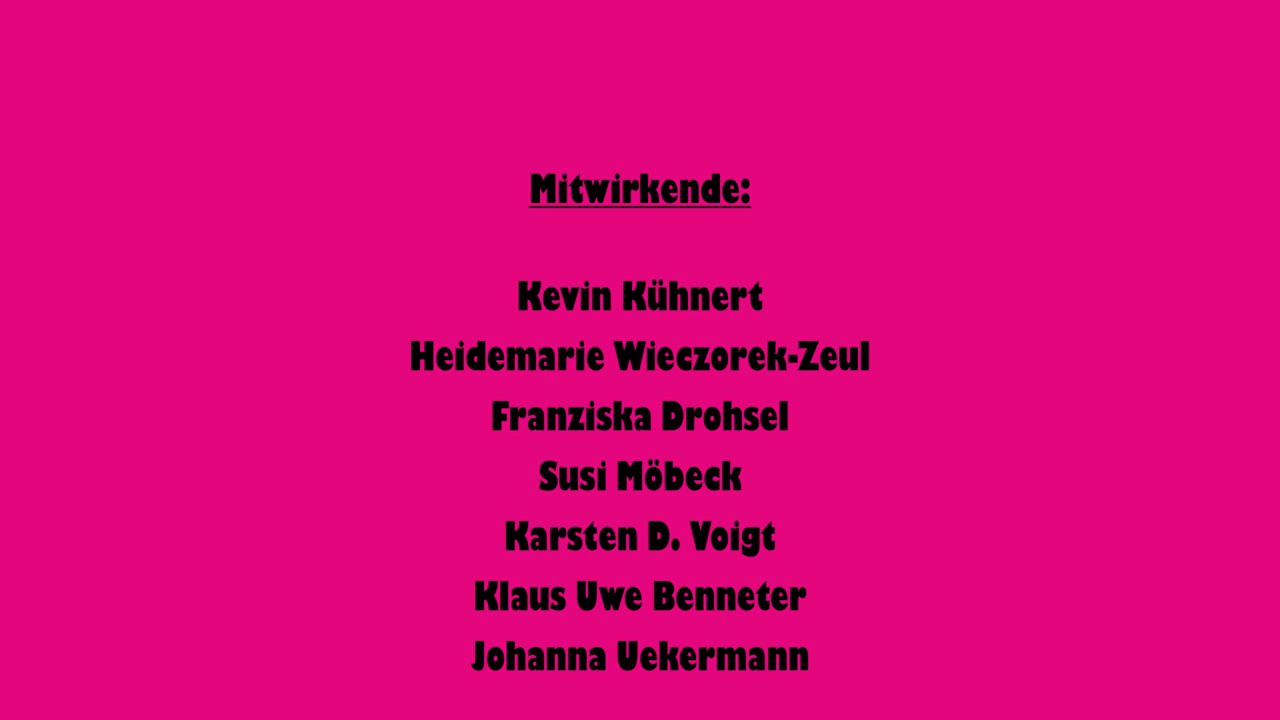 Mitwirkende:
Kevin Kühnert
Heidemarie Wieczorek-Zeul
Franziska Drohsel
Susi Möbeck
Karsten D. Voigt
Klaus Uwe Benneter
Johanna Uekermann